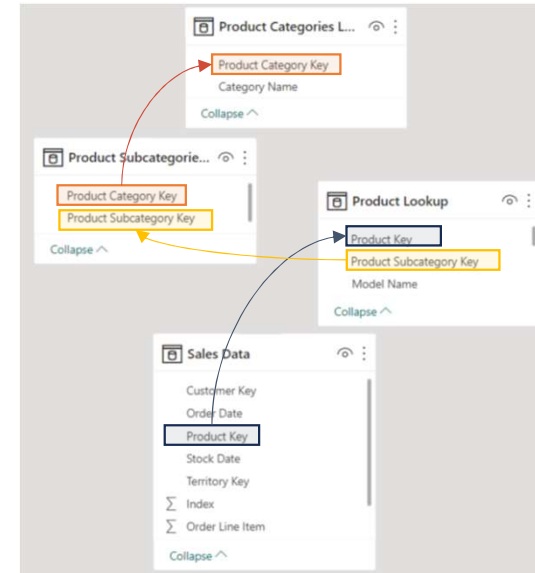 Product Categories L...
Product Category Key
Category Name
Collapse
Product Subcategorie...
Product Category Key
Product Subcategory Key
Collapse
Product Lookup
Product Key
Product Subcategory Key
Model Name
Collapse
Sales Data
Customer Key
Order Date
Product Key
Stock Date
Territory Key
Σ Index
Σ Order Line Item
Collapse